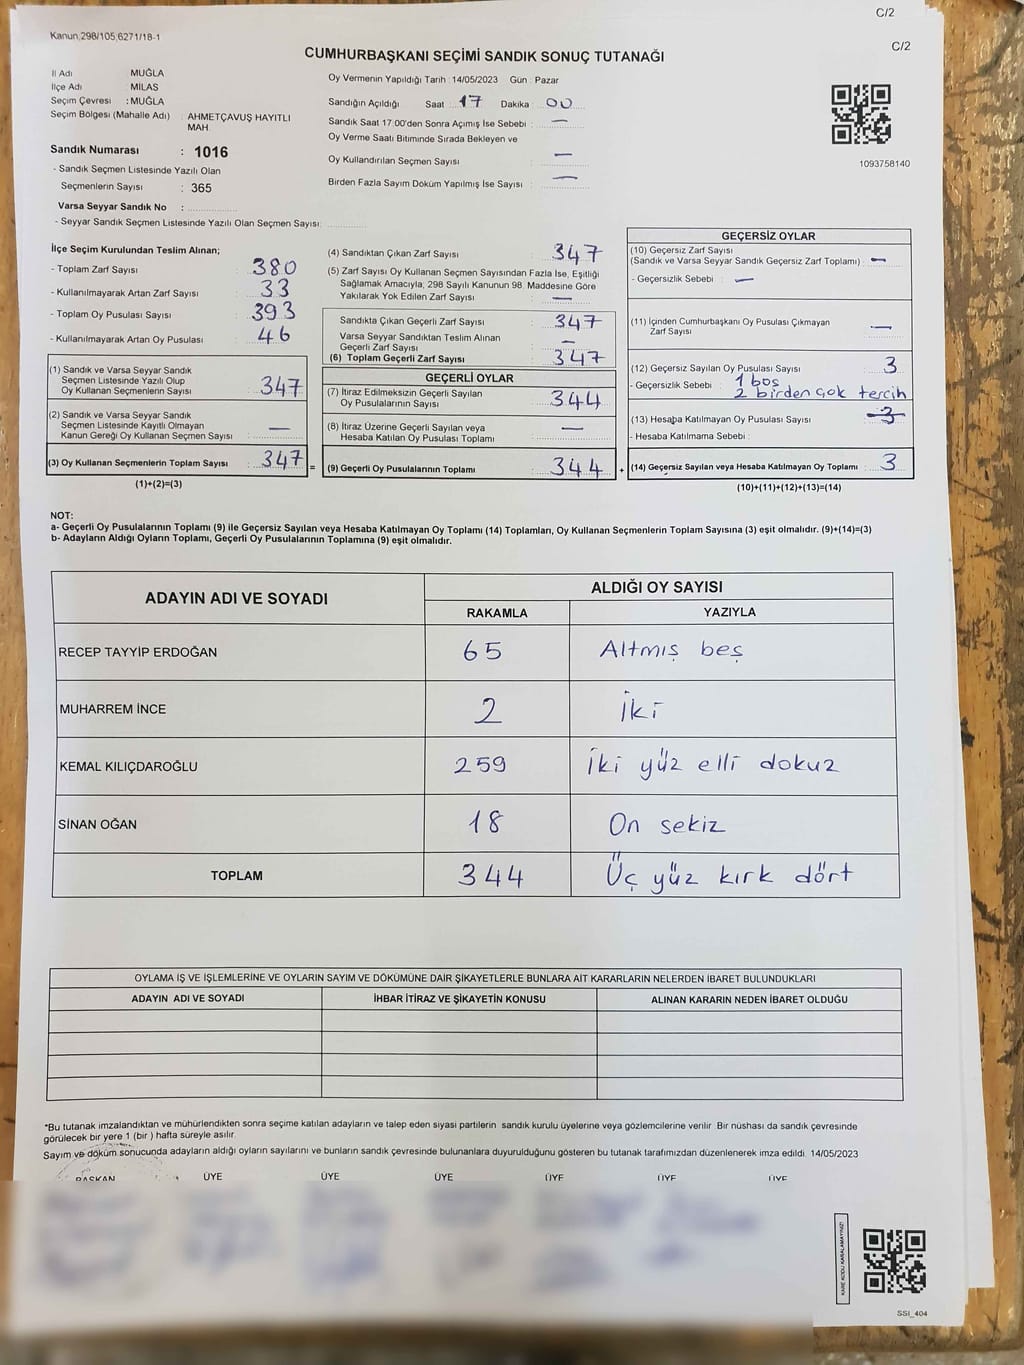 C/2
C/2
Kanun,298/105,6271/18-1
CUMHURBAŞKANI SEÇİMİ SANDIK SONUÇ TUTANAĞI
İl Adı MUĞLA
İlçe Adı MİLAS
Seçim Çevresi : MUĞLA
Seçim Bölgesi (Mahalle Adı) : AHMETÇAVUŞ HAYITLI
MAH.
Sandık Numarası : 1016
- Sandık Seçmen Listesinde Yazılı Olan
Seçmenlerin Sayısı : 365
Varsa Seyyar Sandık No :
- Seyyar Sandık Seçmen Listesinde Yazılı Olan Seçmen Sayısı:
Oy Vermenin Yapıldığı Tarih : 14/05/2023 Gün : Pazar
Sandığın Açıldığı Saat : 17 Dakika : 00
Sandık Saat 17:00'den Sonra Açımış İse Sebebi : —
Oy Verme Saati Bitiminde Sırada Bekleyen ve
Oy Kullandırılan Seçmen Sayısı : —
Birden Fazla Sayım Döküm Yapılmış İse Sayısı : —
1093758140
İlçe Seçim Kurulundan Teslim Alınan;
- Toplam Zarf Sayısı : 380
- Kullanılmayarak Artan Zarf Sayısı : 33
- Toplam Oy Pusulası Sayısı : 393
- Kullanılmayarak Artan Oy Pusulası : 46
(1) Sandık ve Varsa Seyyar Sandık
Seçmen Listesinde Yazılı Olup
Oy Kullanan Seçmenlerin Sayısı : 347
(2) Sandık ve Varsa Seyyar Sandık
Seçmen Listesinde Kayıtlı Olmayan
Kanun Gereği Oy Kullanan Seçmen Sayısı : —
(3) Oy Kullanan Seçmenlerin Toplam Sayısı : 347 =
(1)+(2)=(3)
(4) Sandıktan Çıkan Zarf Sayısı : 347
(5) Zarf Sayısı Oy Kullanan Seçmen Sayısından Fazla İse, Eşitliği
Sağlamak Amacıyla, 298 Sayılı Kanunun 98. Maddesine Göre
Yakılarak Yok Edilen Zarf Sayısı : —
Sandıkta Çıkan Geçerli Zarf Sayısı : 347
Varsa Seyyar Sandıktan Teslim Alınan
Geçerli Zarf Sayısı : —
(6) Toplam Geçerli Zarf Sayısı : 347
GEÇERLİ OYLAR
(7) İtiraz Edilmeksizin Geçerli Sayılan
Oy Pusulalarının Sayısı : 344
(8) İtiraz Üzerine Geçerli Sayılan veya
Hesaba Katılan Oy Pusulası Toplamı : —
(9) Geçerli Oy Pusulalarının Toplamı : 344 +
GEÇERSİZ OYLAR
(10) Geçersiz Zarf Sayısı
(Sandık ve Varsa Seyyar Sandık Geçersiz Zarf Toplamı) : —
- Geçersizlik Sebebi : —
(11) İçinden Cumhurbaşkanı Oy Pusulası Çıkmayan
Zarf Sayısı : —
(12) Geçersiz Sayılan Oy Pusulası Sayısı : 3
- Geçersizlik Sebebi : 1 boş
2 birden çok tercih
(13) Hesaba Katılmayan Oy Pusulası Sayısı : 3
- Hesaba Katılmama Sebebi :
(14) Geçersiz Sayılan veya Hesaba Katılmayan Oy Toplamı : 3
(10)+(11)+(12)+(13)=(14)
NOT:
a- Geçerli Oy Pusulalarının Toplamı (9) ile Geçersiz Sayılan veya Hesaba Katılmayan Oy Toplamı (14) Toplamları, Oy Kullanan Seçmenlerin Toplam Sayısına (3) eşit olmalıdır. (9)+(14)=(3)
b- Adayların Aldığı Oyların Toplamı, Geçerli Oy Pusulalarının Toplamına (9) eşit olmalıdır.
ADAYIN ADI VE SOYADI ALDIĞI OY SAYISI
RAKAMLA YAZIYLA
RECEP TAYYİP ERDOĞAN 65 Altmış beş
MUHARREM İNCE 2 İki
KEMAL KILIÇDAROĞLU 259 İki yüz elli dokuz
SİNAN OĞAN 18 On sekiz
TOPLAM 344 Üç yüz kırk dört
OYLAMA İŞ VE İŞLEMLERİNE VE OYLARIN SAYIM VE DÖKÜMÜNE DAİR ŞİKAYETLERLE BUNLARA AİT KARARLARIN NELERDEN İBARET BULUNDUKLARI
ADAYIN ADI VE SOYADI İHBAR İTİRAZ VE ŞİKAYETİN KONUSU ALINAN KARARIN NEDEN İBARET OLDUĞU
*Bu tutanak imzalandıktan ve mühürlendikten sonra seçime katılan adayların ve talep eden siyasi partilerin sandık kurulu üyelerine veya gözlemcilerine verilir. Bir nüshası da sandık çevresinde
görülecek bir yere 1 (bir ) hafta süreyle asılır.
Sayım ve döküm sonucunda adayların aldığı oyların sayılarını ve bunların sandık çevresinde bulunanlara duyurulduğunu gösteren bu tutanak tarafımızdan düzenlenerek imza edildi. 14/05/2023
BAŞKAN ÜYE ÜYE ÜYE ÜYE ÜYE ÜYE
KARE KODU KARALAMAYINIZ!
SSİ_404